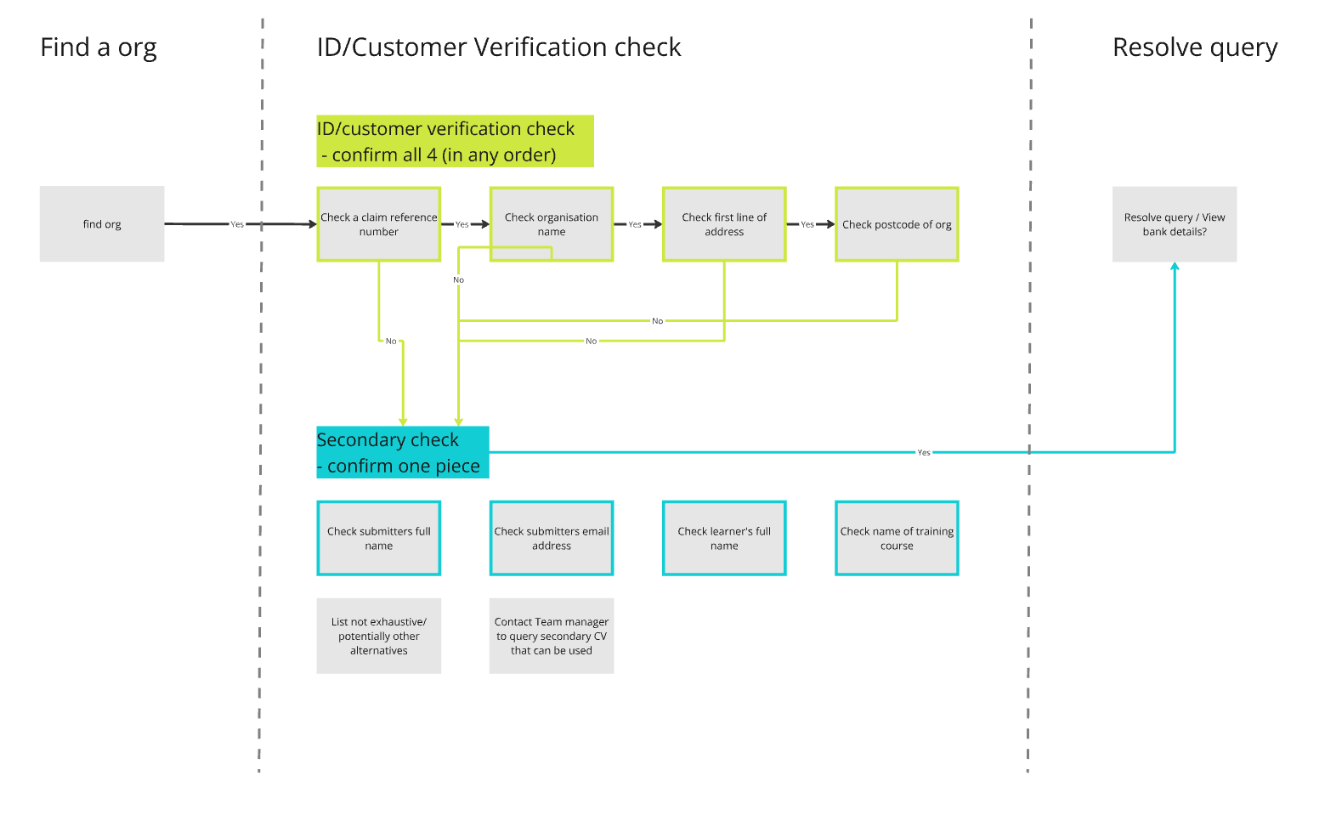 Find a org
ID/Customer Verification check
Resolve query
ID/customer verification check
- confirm all 4 (in any order)
find org
Yes
Check a claim reference
number
Yes
Check organisation
name
Yes
Check first line of
address
Yes
Check postcode of org
Resolve query / View
bank details?
No
No
No
No
Secondary check
- confirm one piece
Yes
Check submitters full
name
Check submitters email
address
Check learner's full
name
Check name of training
course
List not exhaustive/
potentially other
alternatives
Contact Team manager
to query secondary CV
that can be used